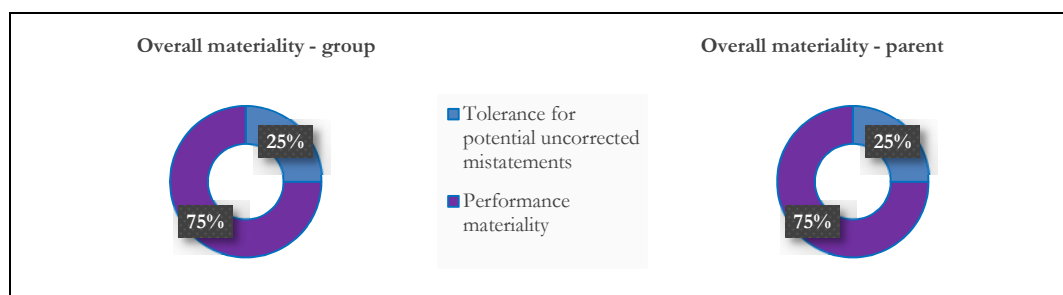 Overall materiality - group
Overall materiality - parent
25%
75%
Tolerance for
potential uncorrected
mistatements
Performance
materiality
25%
75%